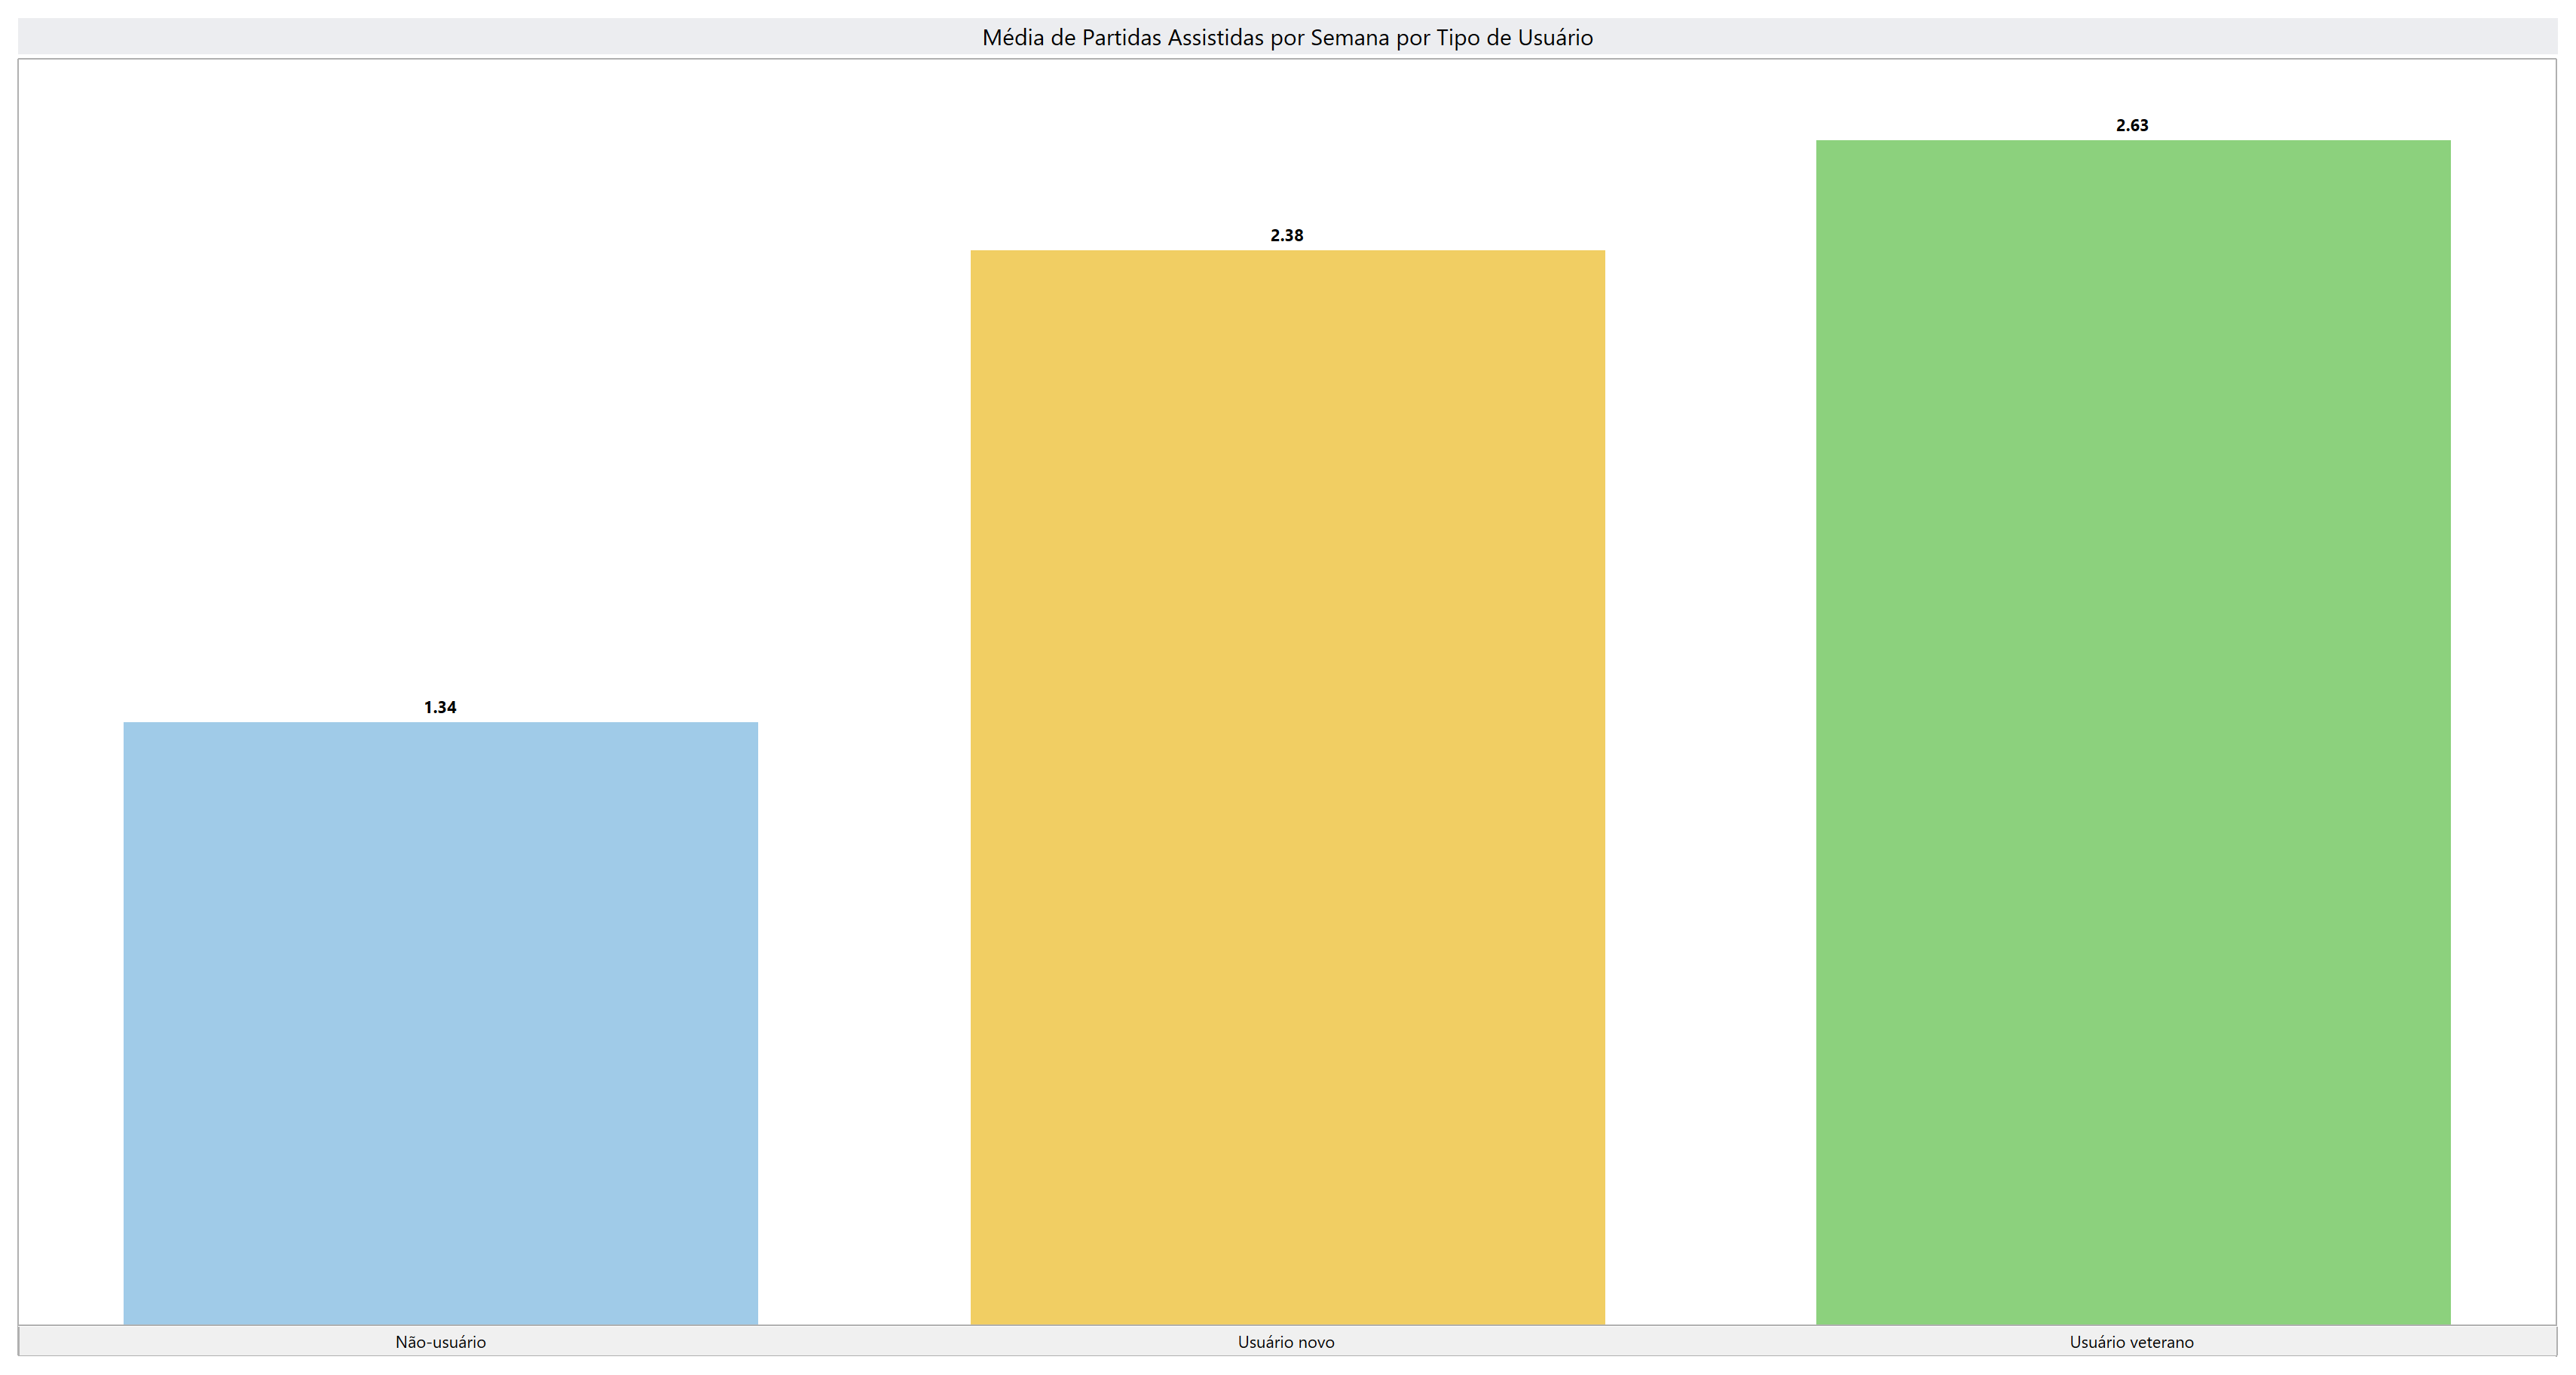 Média de Partidas Assistidas por Semana por Tipo de Usuário
2.63
2.38
1.34
Não-usuário
Usuário novo
Usuário veterano